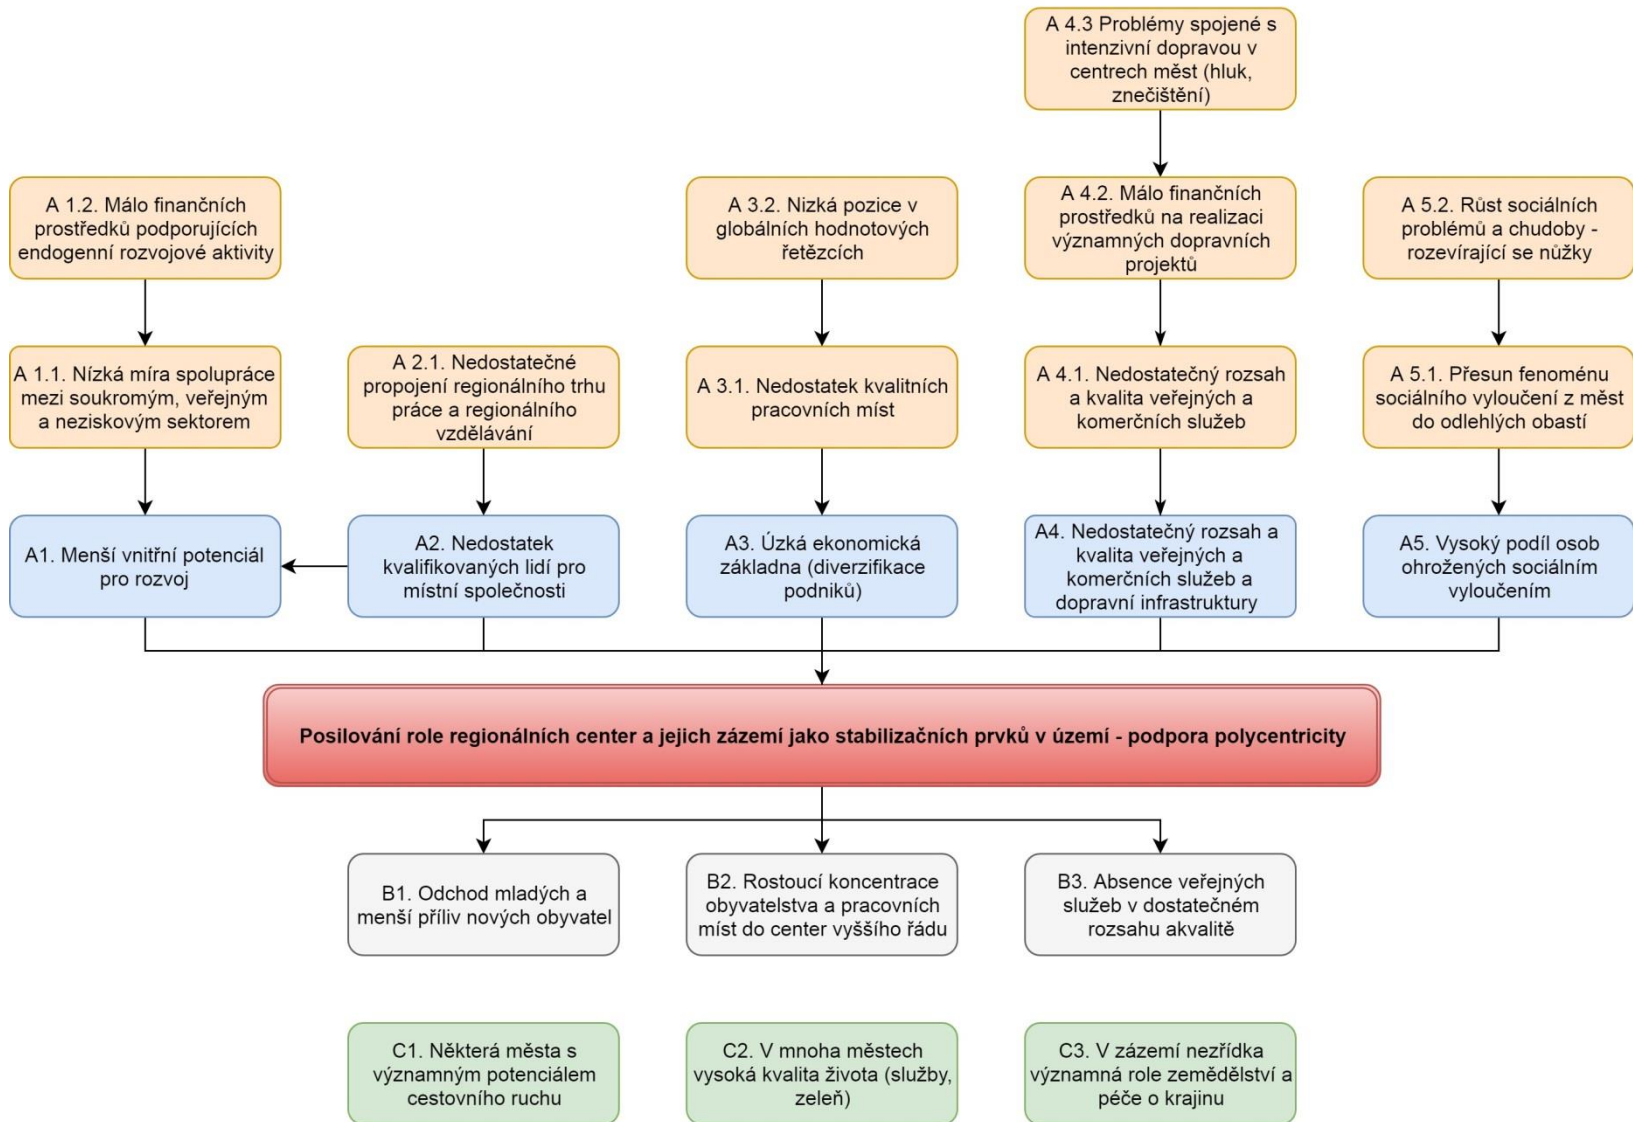 A 4.3 Problémy spojené s
intenzivní dopravou v
centrech měst (hluk,
znečištění)
A 1.2. Málo finančních
prostředků podporujících
endogenní rozvojové aktivity
A 3.2. Nizká pozice v
globálních hodnotových
řetězcích
A 4.2. Málo finančních
prostředků na realizaci
významných dopravních
projektů
A 5.2. Růst sociálních
problémů a chudoby -
rozevírající se nůžky
A 1.1. Nízká míra spolupráce
mezi soukromým, veřejným
a neziskovým sektorem
A 2.1. Nedostatečné
propojení regionálního trhu
práce a regionálního
vzdělávání
A 3.1. Nedostatek kvalitních
pracovních míst
A 4.1. Nedostatečný rozsah
a kvalita veřejných a
komerčních služeb
A 5.1. Přesun fenoménu
sociálního vyloučení z měst
do odlehlých obastí
A1. Menší vnitřní potenciál
pro rozvoj
A2. Nedostatek
kvalifikovaných lidí pro
místní společnosti
A3. Úzká ekonomická
základna (diverzifikace
podniků)
A4. Nedostatečný rozsah a
kvalita veřejných a
komerčních služeb a
dopravní infrastruktury
A5. Vysoký podíl osob
ohrožených sociálním
vyloučením
Posilování role regionálních center a jejich zázemí jako stabilizačních prvků v území - podpora polycentricity
B1. Odchod mladých a
menší příliv nových obyvatel
B2. Rostoucí koncentrace
obyvatelstva a pracovních
míst do center vyššího řádu
B3. Absence veřejných
služeb v dostatečném
rozsahu akvalitě
C1. Některá města s
významným potenciálem
cestovního ruchu
C2. V mnoha městech
vysoká kvalita života (služby,
zeleň)
C3. V zázemí nezřídka
významná role zemědělství a
péče o krajinu